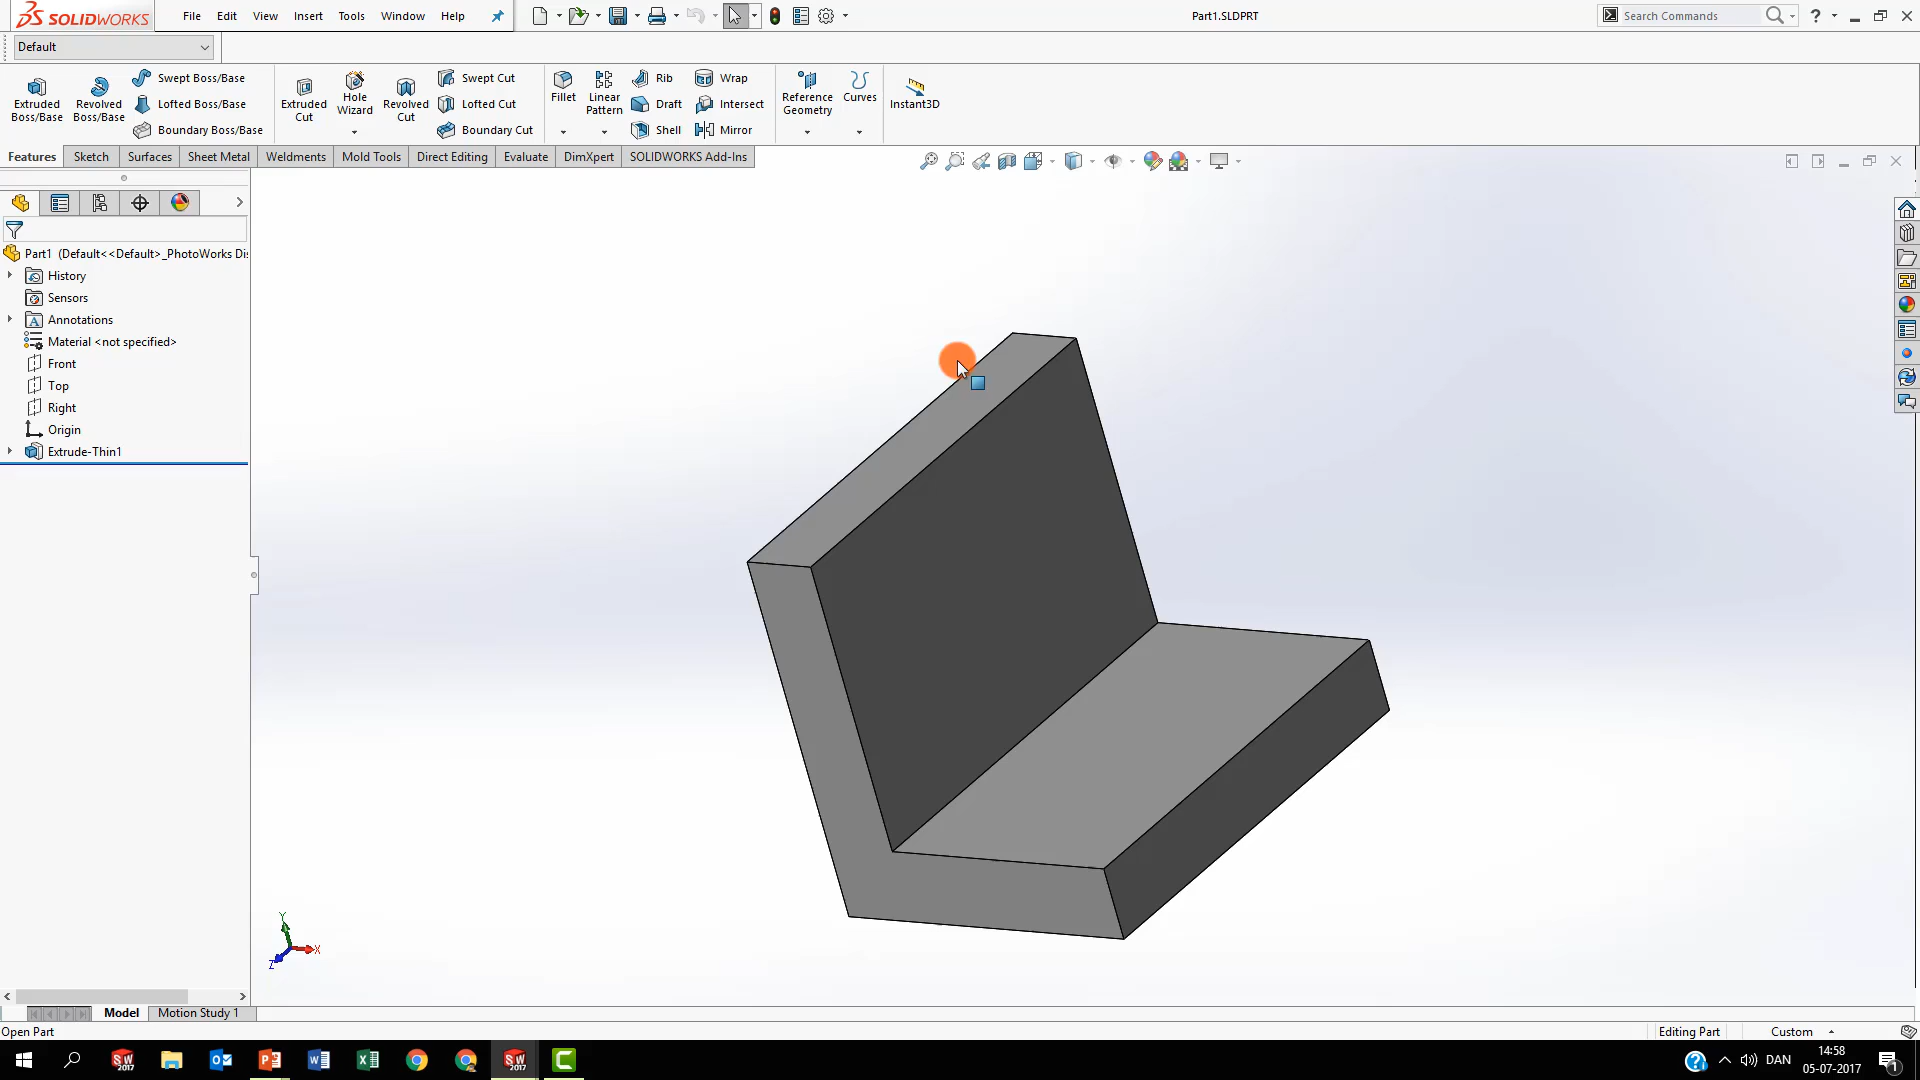 SOLIDWORKS File Edit View Insert Tools Window Help Part1.SLDPRT Search Commands ?
Default
Extruded Boss/Base
Revolved Boss/Base
Swept Boss/Base
Lofted Boss/Base
Boundary Boss/Base
Extruded Cut
Hole Wizard
Revolved Cut
Swept Cut
Lofted Cut
Boundary Cut
Fillet
Linear Pattern
Rib
Draft
Shell
Wrap
Intersect
Mirror
Reference Geometry
Curves
Instant3D
Features Sketch Surfaces Sheet Metal Weldments Mold Tools Direct Editing Evaluate DimXpert SOLIDWORKS Add-Ins
Part1 (Default<<Default>_PhotoWorks Di
History
Sensors
A Annotations
Material <not specified>
Front
Top
Right
Origin
Extrude-Thin1
Y
X
Z
Model Motion Study 1
Open Part Editing Part Custom
SW 2017 SW 2017 DAN 14:58
05-07-2017 1